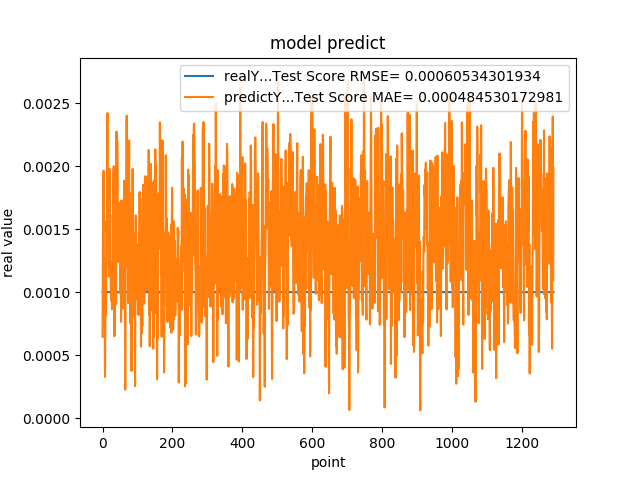 model predict
realY...Test Score RMSE= 0.00060534301934
predictY...Test Score MAE= 0.000484530172981
0.0025
0.0020
0.0015
0.0010
0.0005
0.0000
real value
0 200 400 600 800 1000 1200
point